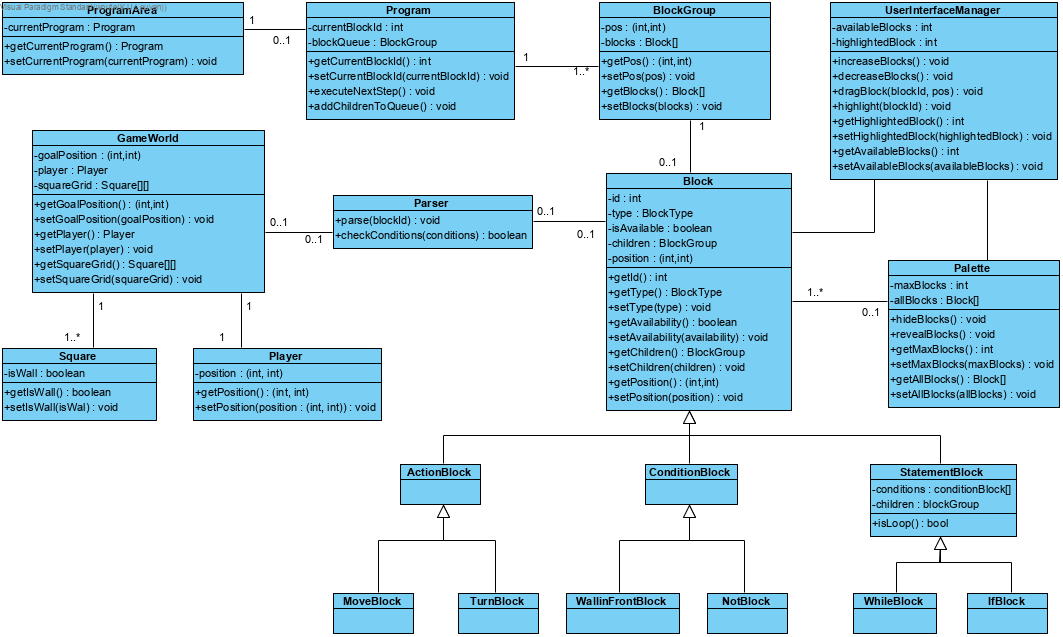 Visual Paradigm Standard
ProgramArea
-currentProgram : Program
+getCurrentProgram() : Program
+setCurrentProgram(currentProgram) : void
1
0..1
Program
-currentBlockId : int
-blockQueue : BlockGroup
+getCurrentBlockId() : int
+setCurrentBlockId(currentBlockId) : void
+executeNextStep() : void
+addChildrenToQueue() : void
1
1..*
BlockGroup
-pos : (int,int)
-blocks : Block[]
+getPos() : (int,int)
+setPos(pos) : void
+getBlocks() : Block[]
+setBlocks(blocks) : void
1
0..1
UserInterfaceManager
-availableBlocks : int
-highlightedBlock : int
+increaseBlocks() : void
+decreaseBlocks() : void
+dragBlock(blockId, pos) : void
+highlight(blockId) : void
+getHighlightedBlock() : int
+setHighlightedBlock(highlightedBlock) : void
+getAvailableBlocks() : int
+setAvailableBlocks(availableBlocks) : void
GameWorld
-goalPosition : (int,int)
-player : Player
-squareGrid : Square[][]
+getGoalPosition() : (int,int)
+setGoalPosition(goalPosition) : void
+getPlayer() : Player
+setPlayer(player) : void
+getSquareGrid() : Square[][]
+setSquareGrid(squareGrid) : void
0..1
0..1
Parser
+parse(blockId) : void
+checkConditions(conditions) : boolean
0..1
0..1
Block
-id : int
-type : BlockType
-isAvailable : boolean
-children : BlockGroup
-position : (int,int)
+getId() : int
+getType() : BlockType
+setType(type) : void
+getAvailability() : boolean
+setAvailability(availability) : void
+getChildren() : BlockGroup
+setChildren(children) : void
+getPosition() : (int,int)
+setPosition(position) : void
1..*
0..1
Palette
-maxBlocks : int
-allBlocks : Block[]
+hideBlocks() : void
+revealBlocks() : void
+getMaxBlocks() : int
+setMaxBlocks(maxBlocks) : void
+getAllBlocks() : Block[]
+setAllBlocks(allBlocks) : void
1
1..*
1
1
Square
-isWall : boolean
+getIsWall() : boolean
+setIsWall(isWal) : void
Player
-position : (int, int)
+getPosition() : (int, int)
+setPosition(position : (int, int)) : void
ActionBlock
ConditionBlock
StatementBlock
-conditions : conditionBlock[]
-children : blockGroup
+isLoop() : bool
MoveBlock
TurnBlock
WallinFrontBlock
NotBlock
WhileBlock
IfBlock